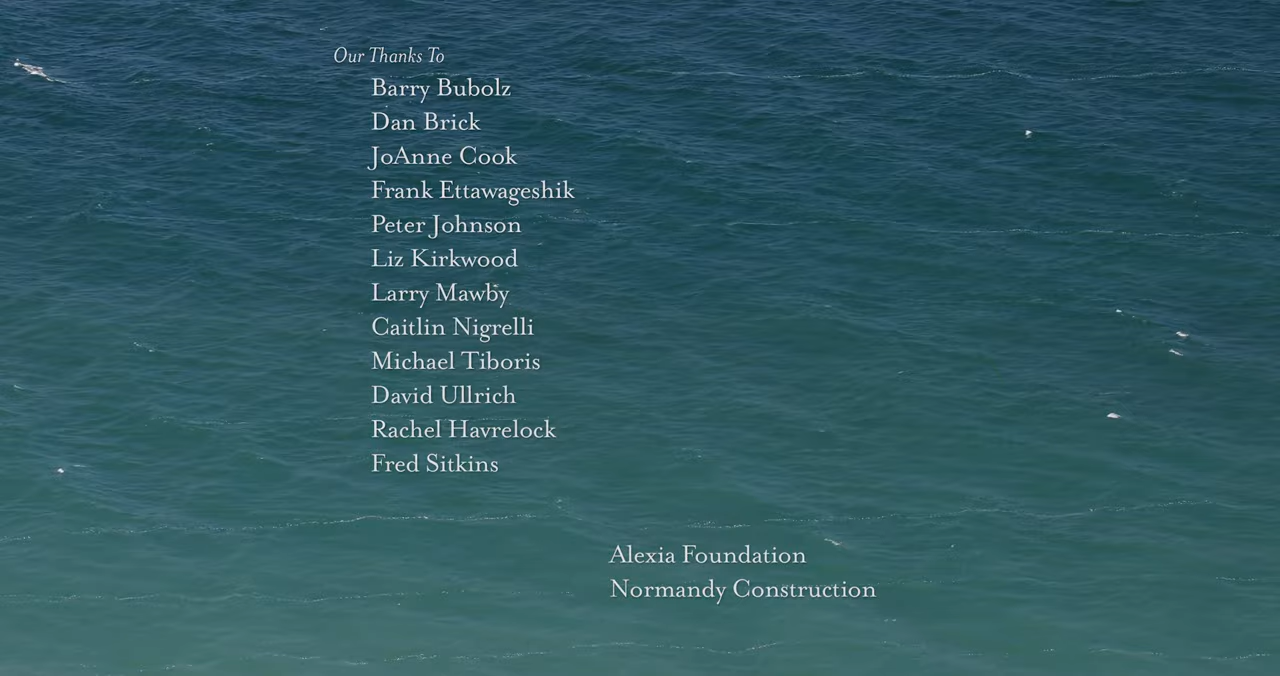 Our Thanks To
Barry Bubolz
Dan Brick
JoAnne Cook
Frank Ettawageshik
Peter Johnson
Liz Kirkwood
Larry Mawby
Caitlin Nigrelli
Michael Tiboris
David Ullrich
Rachel Havrelock
Fred Sitkins
Alexia Foundation
Normandy Construction